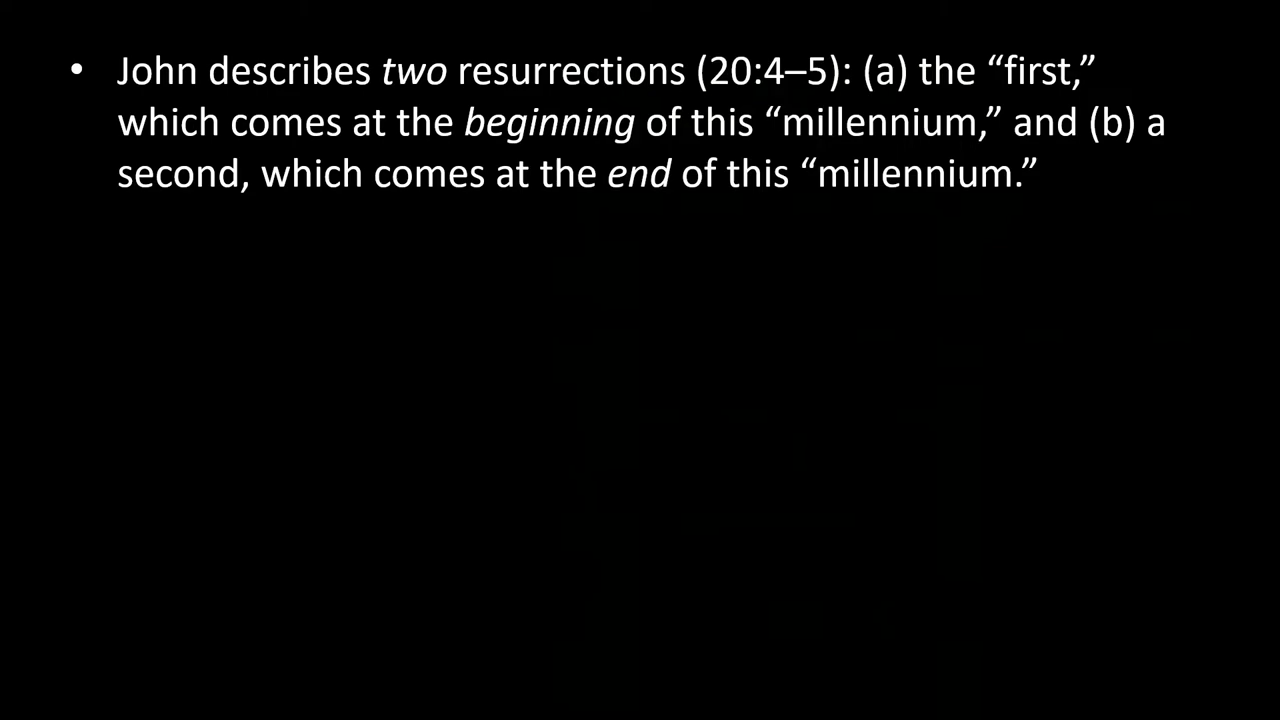 • John describes two resurrections (20:4–5): (a) the “first,”
which comes at the beginning of this “millennium,” and (b) a
second, which comes at the end of this “millennium.”